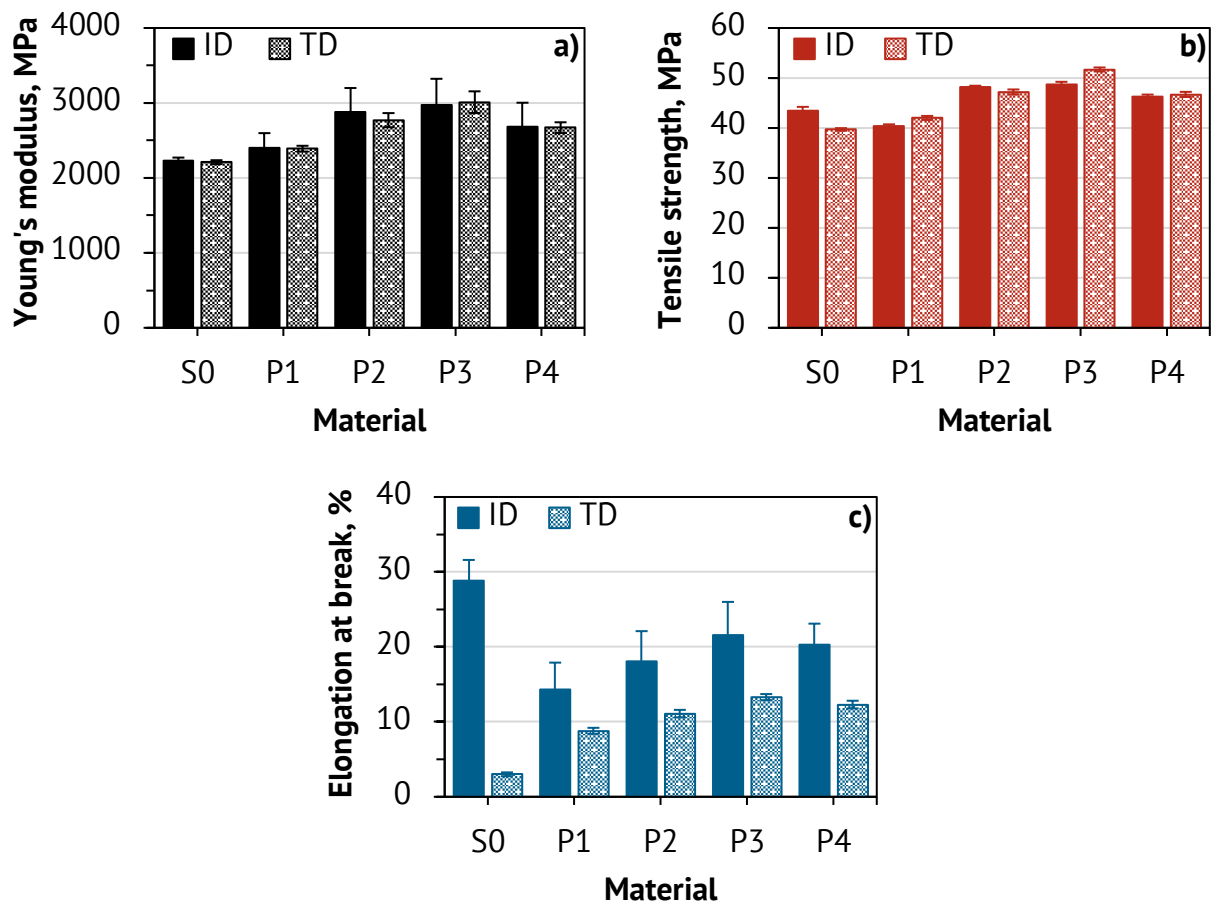 Young's modulus, MPa
4000
3000
2000
1000
0
ID TD
a)
S0 P1 P2 P3 P4
Material
Tensile strength, MPa
60
50
40
30
20
10
0
ID TD
b)
S0 P1 P2 P3 P4
Material
Elongation at break, %
40
30
20
10
0
ID TD
c)
S0 P1 P2 P3 P4
Material